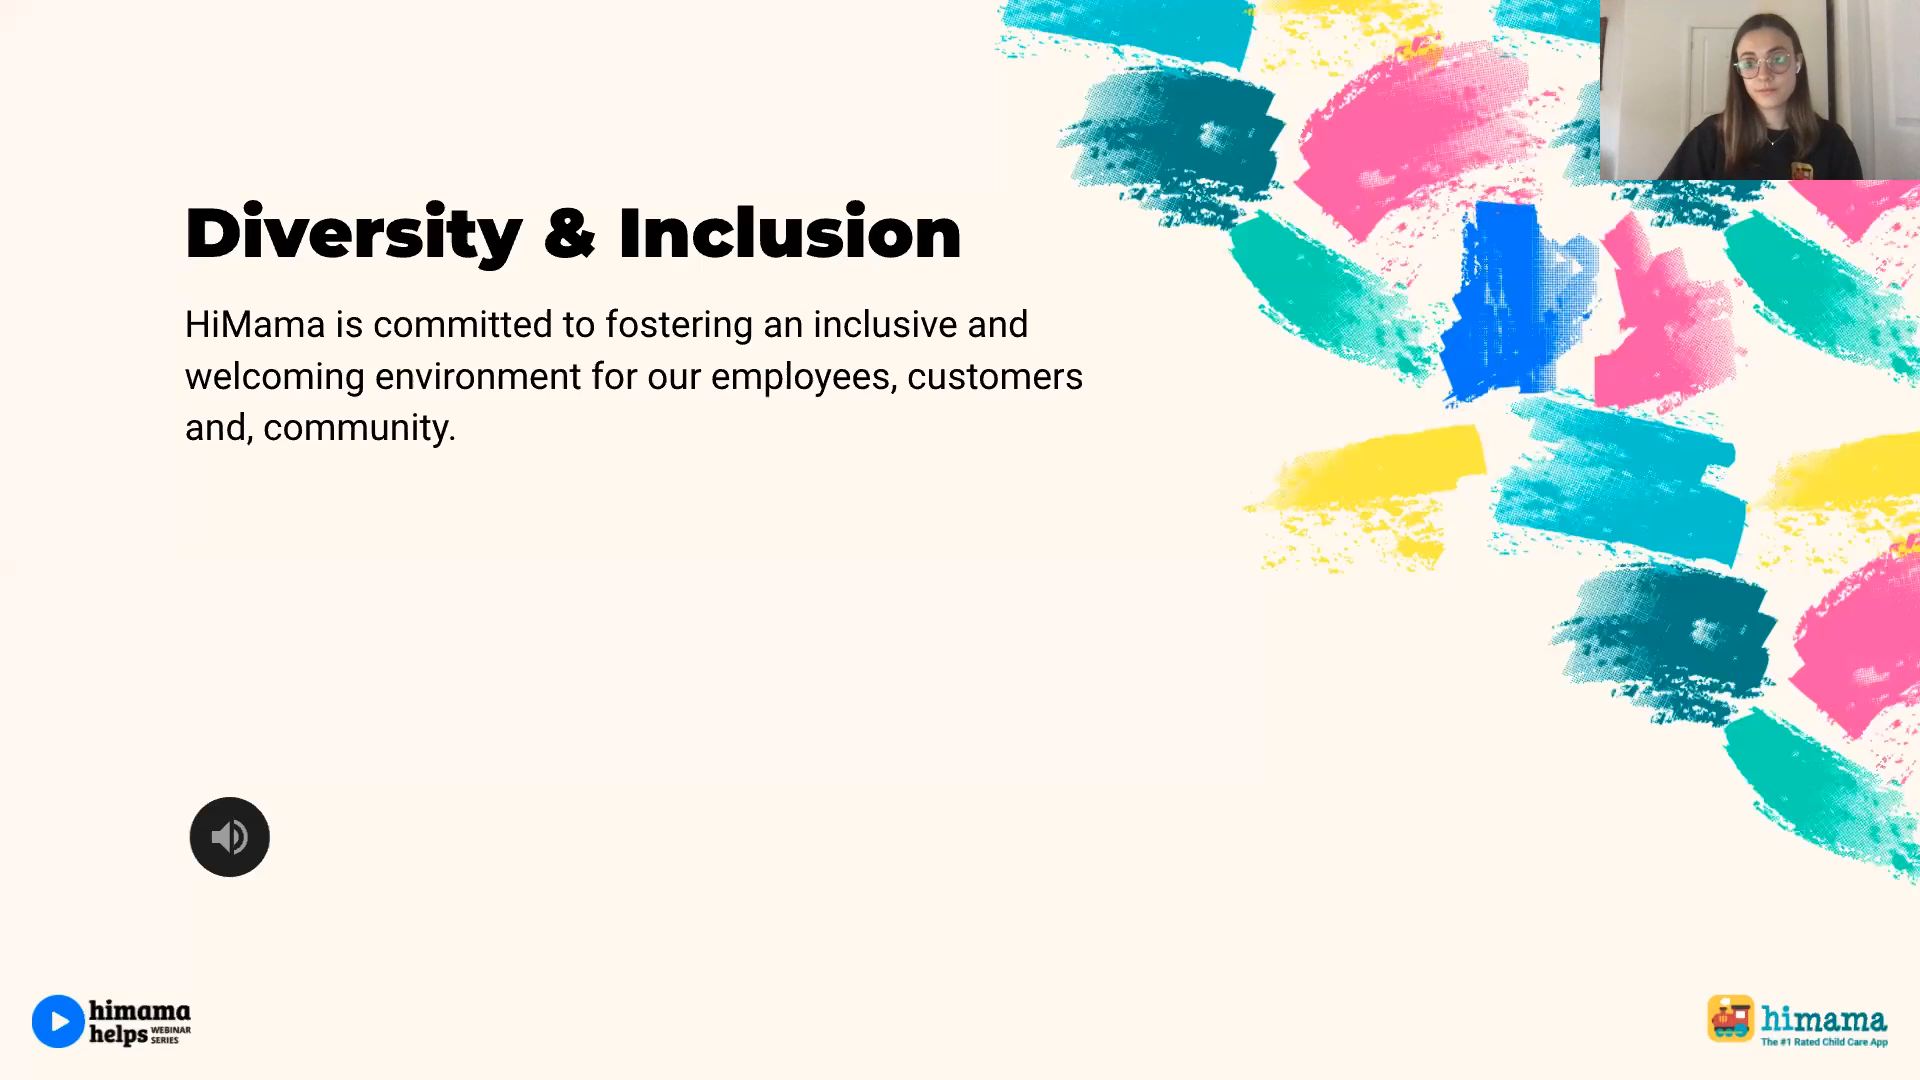 Diversity & Inclusion
HiMama is committed to fostering an inclusive and
welcoming environment for our employees, customers
and, community.
himama
helps WEBINAR
SERIES
himama
The #1 Rated Child Care App